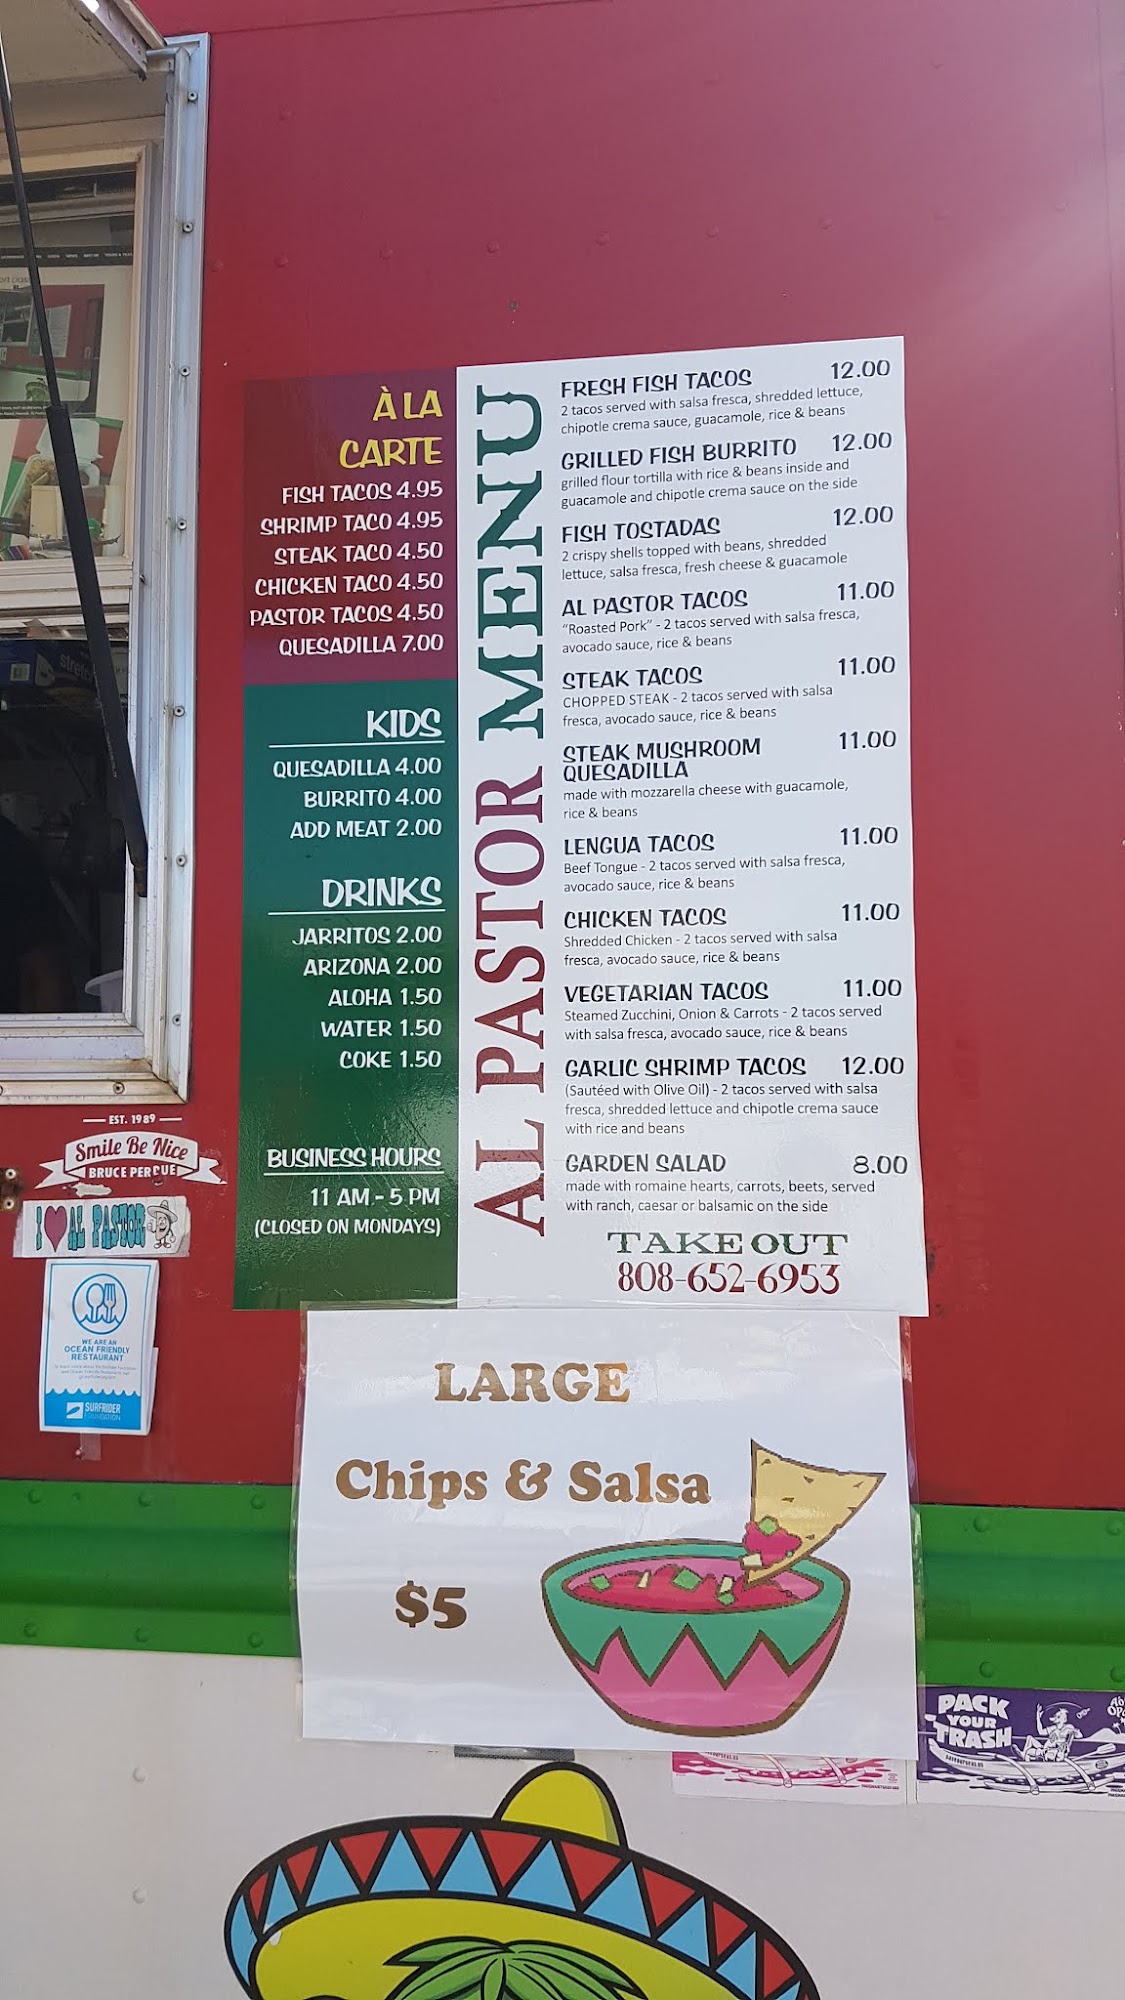 À LA
CARTE
FISH TACOS 4.95
SHRIMP TACO 4.95
STEAK TACO 4.50
CHICKEN TACO 4.50
PASTOR TACOS 4.50
QUESADILLA 7.00
KIDS
QUESADILLA 4.00
BURRITO 4.00
ADD MEAT 2.00
DRINKS
JARRITOS 2.00
ARIZONA 2.00
ALOHA 1.50
WATER 1.50
COKE 1.50
BUSINESS HOURS
11 AM - 5 PM
(CLOSED ON MONDAYS)
AL PASTOR MENU
FRESH FISH TACOS 12.00
2 tacos served with salsa fresca, shredded lettuce,
chipotle crema sauce, guacamole, rice & beans
GRILLED FISH BURRITO 12.00
grilled flour tortilla with rice & beans inside and
guacamole and chipotle crema sauce on the side
FISH TOSTADAS 12.00
2 crispy shells topped with beans, shredded
lettuce, salsa fresca, fresh cheese & guacamole
AL PASTOR TACOS 11.00
"Roasted Pork" - 2 tacos served with salsa fresca,
avocado sauce, rice & beans
STEAK TACOS 11.00
CHOPPED STEAK - 2 tacos served with salsa
fresca, avocado sauce, rice & beans
STEAK MUSHROOM 11.00
QUESADILLA
made with mozzarella cheese with guacamole,
rice & beans
LENGUA TACOS 11.00
Beef Tongue - 2 tacos served with salsa fresca,
avocado sauce, rice & beans
CHICKEN TACOS 11.00
Shredded Chicken - 2 tacos served with salsa
fresca, avocado sauce, rice & beans
VEGETARIAN TACOS 11.00
Steamed Zucchini, Onion & Carrots - 2 tacos served
with salsa fresca, avocado sauce, rice & beans
GARLIC SHRIMP TACOS 12.00
(Sautéed with Olive Oil) - 2 tacos served with salsa
fresca, shredded lettuce and chipotle crema sauce
with rice and beans
GARDEN SALAD 8.00
made with romaine hearts, carrots, beets, served
with ranch, caesar or balsamic on the side
TAKE OUT
808-652-6953
EST. 1989
Smile Be Nice
BRUCE PERDUE
I AL PASTOR
WE ARE AN
OCEAN FRIENDLY
RESTAURANT
SURFRIDER
FOUNDATION
LARGE
Chips & Salsa
$5
PACK
YOUR
TRASH